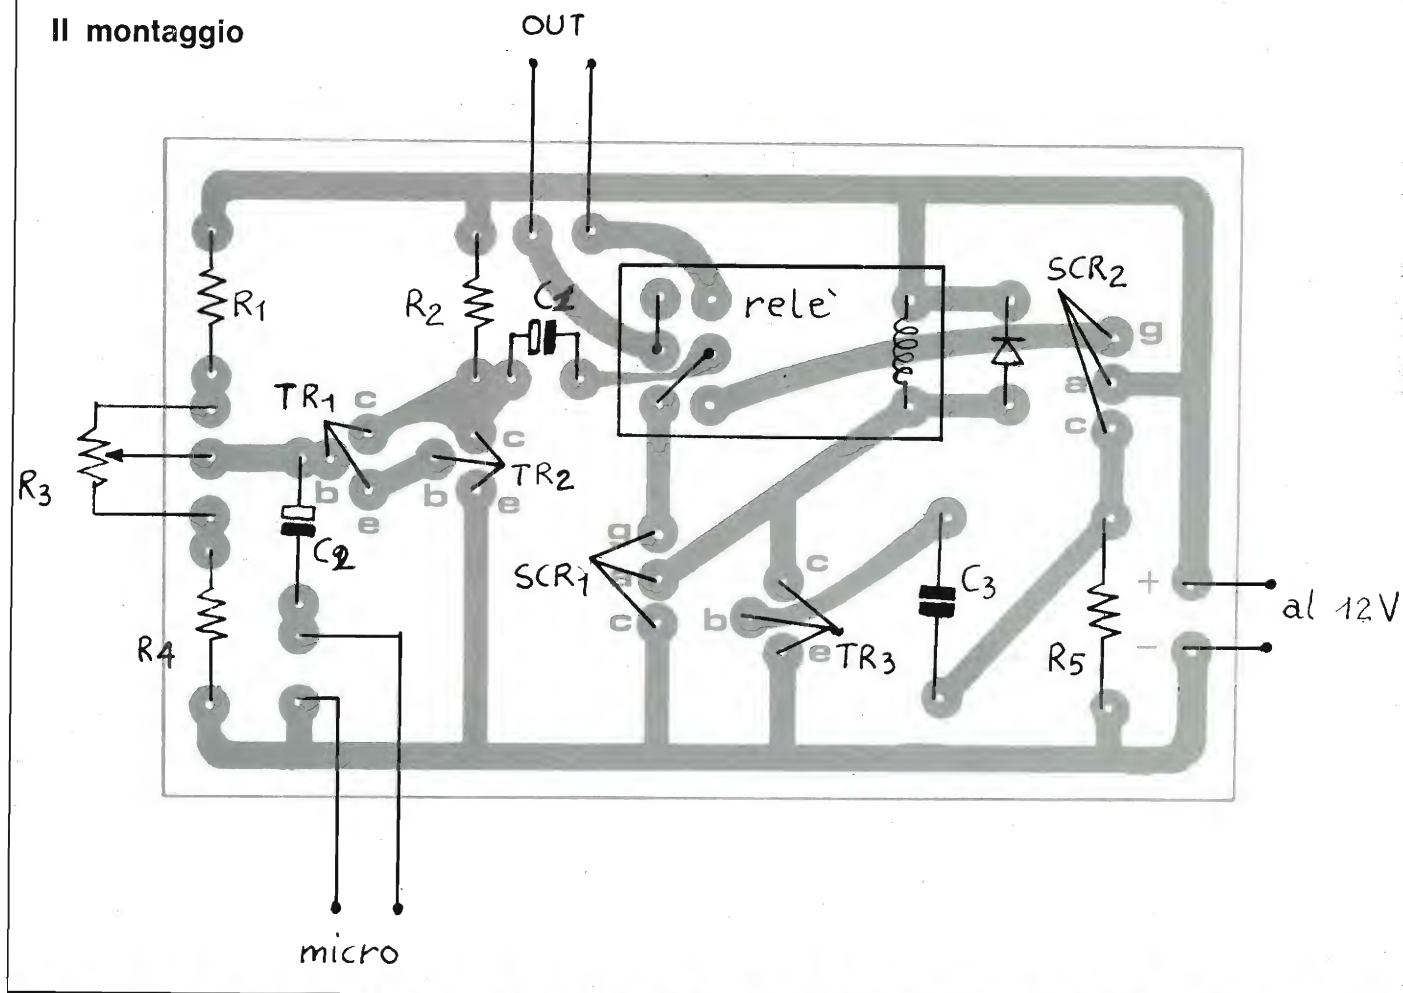 Il montaggio
OUT
R1
R2
C1
relè
SCR2
g
a
c
TR1
c
b
e
R3
C2
c
TR2
b
e
SCR1
g
a
c
c
b
e
TR3
C3
R4
R5
+
-
al 12V
micro